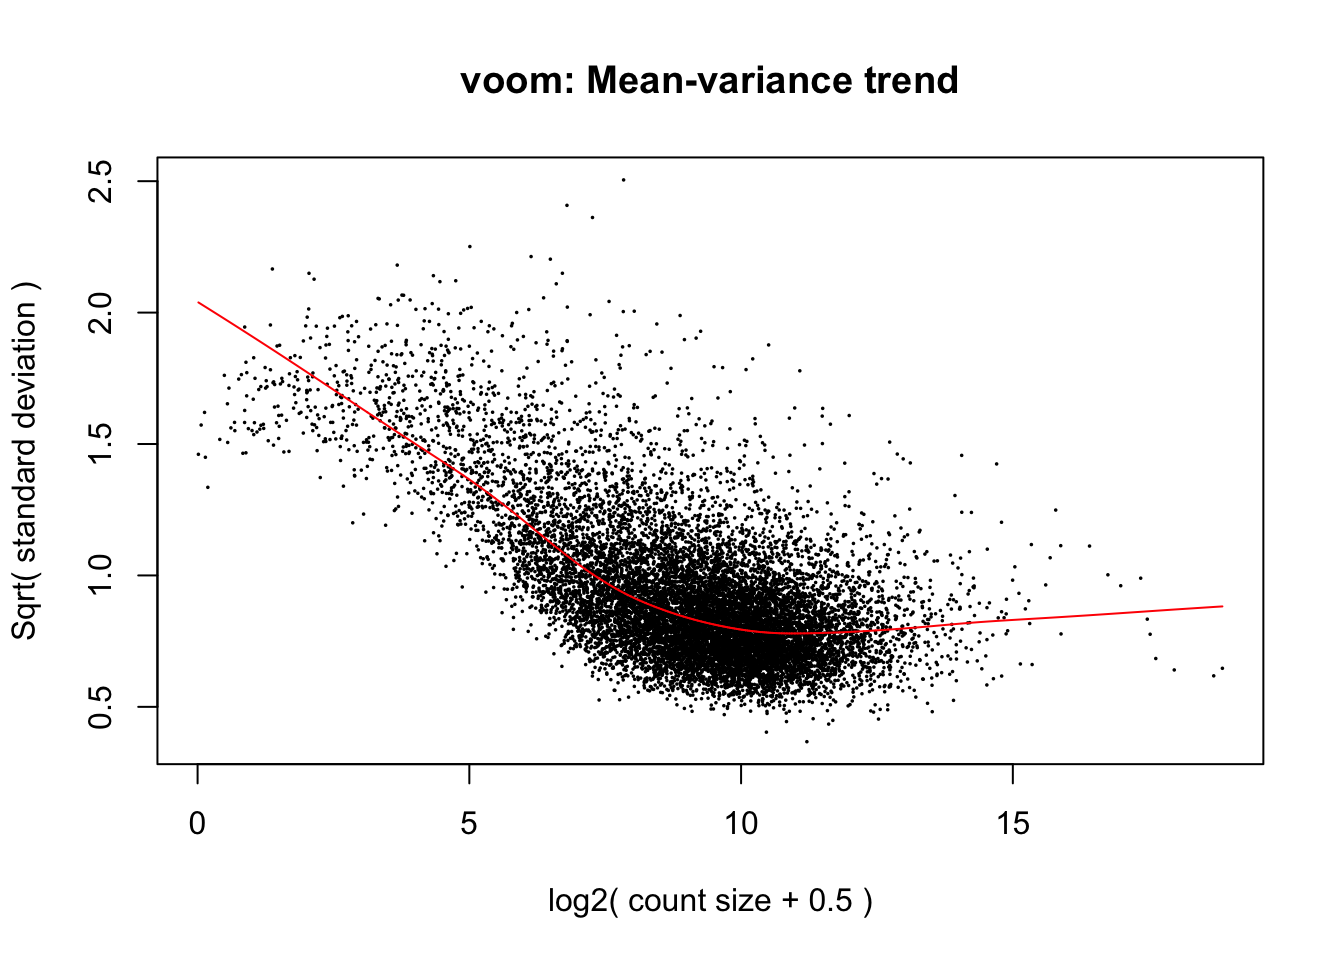 voom: Mean-variance trend
Sqrt( standard deviation )
2.5
2.0
1.5
1.0
0.5
0 5 10 15
log2( count size + 0.5 )